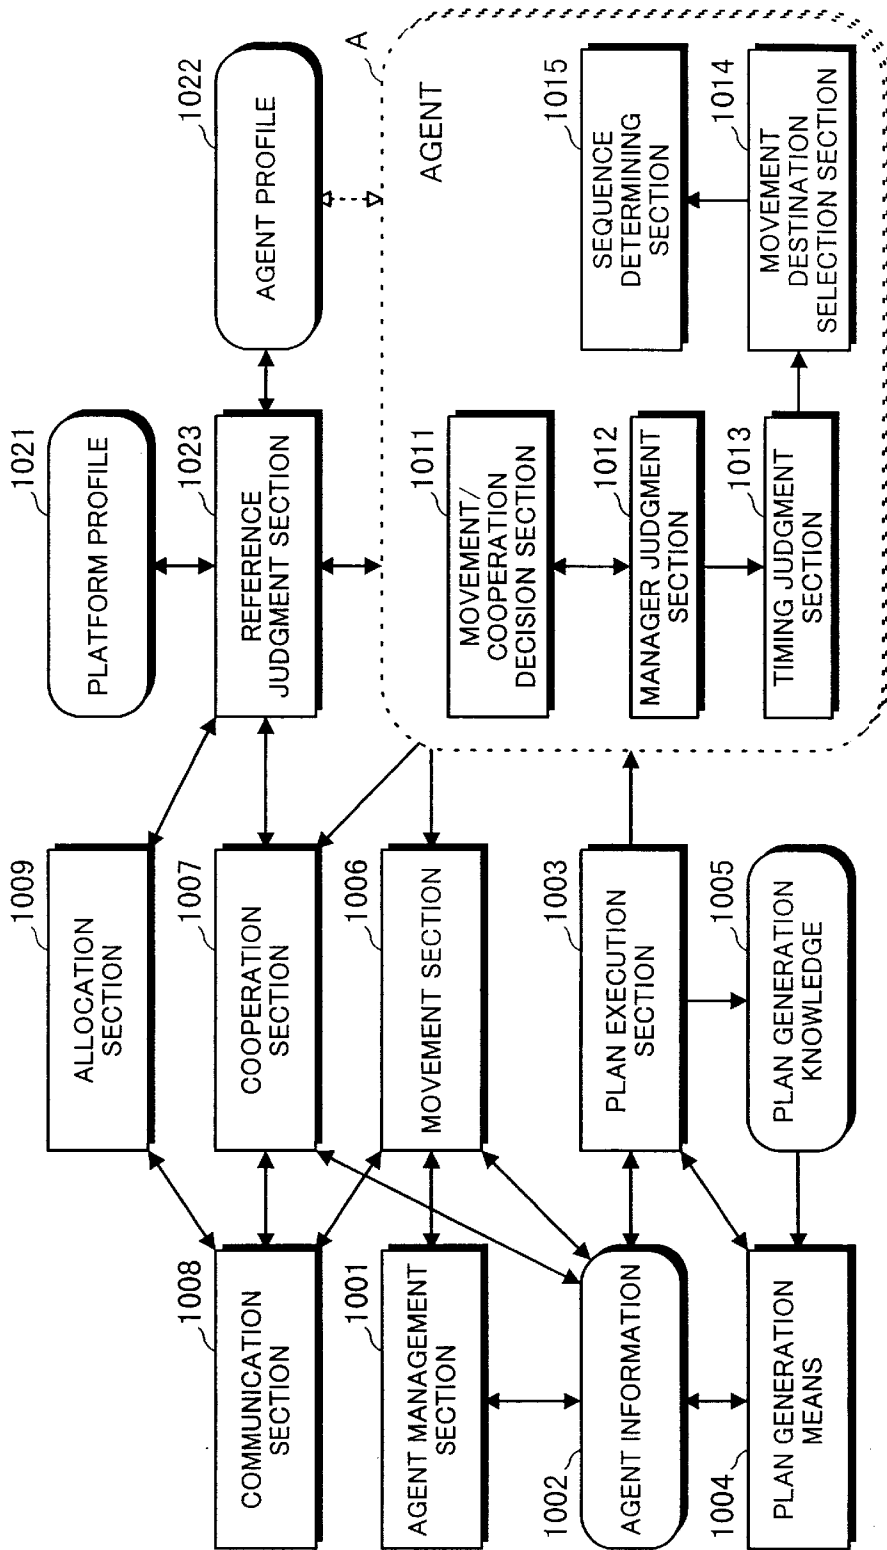 1008
COMMUNICATION
SECTION
1001
AGENT MANAGEMENT
SECTION
1002
AGENT INFORMATION
1004
PLAN GENERATION
MEANS
1009
ALLOCATION
SECTION
1007
COOPERATION
SECTION
1006
MOVEMENT SECTION
1003
PLAN EXECUTION
SECTION
1005
PLAN GENERATION
KNOWLEDGE
1021
PLATFORM PROFILE
1023
REFERENCE
JUDGMENT SECTION
1022
AGENT PROFILE
A
AGENT
1011
MOVEMENT/
COOPERATION
DECISION SECTION
1012
MANAGER JUDGMENT
SECTION
1013
TIMING JUDGMENT
SECTION
1015
SEQUENCE
DETERMINING
SECTION
1014
MOVEMENT
DESTINATION
SELECTION SECTION